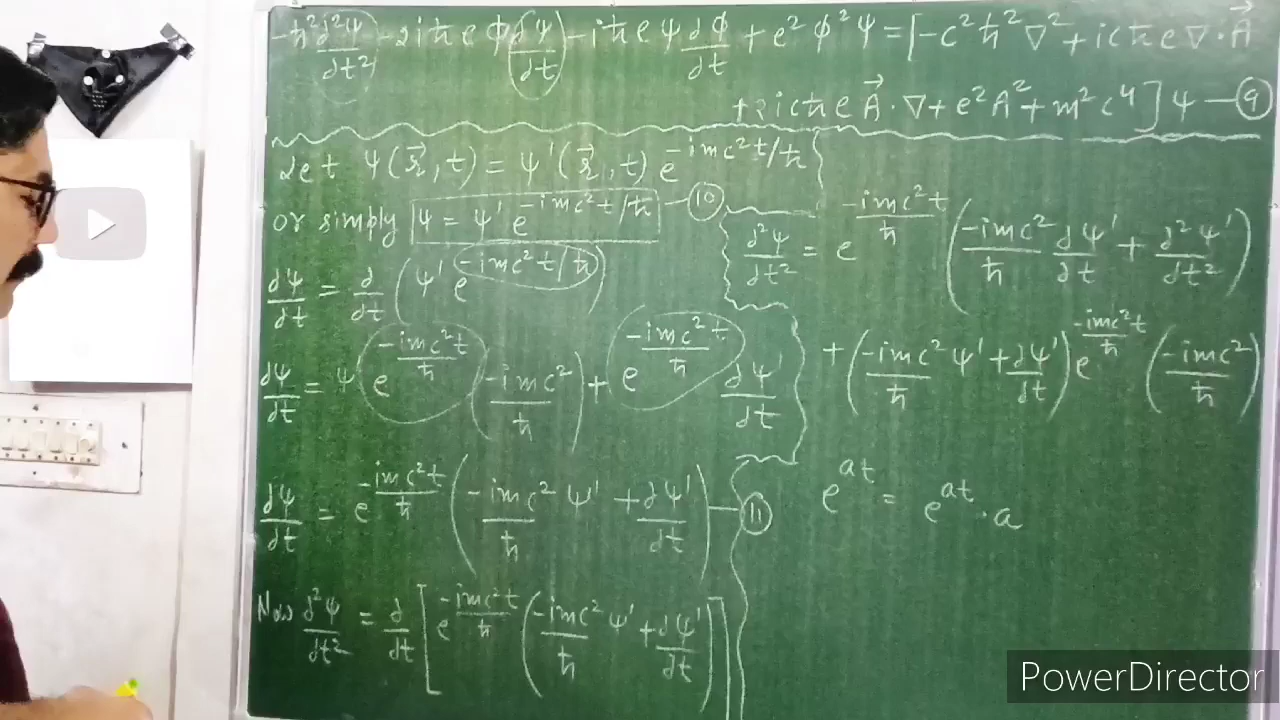 -ħ² ∂²ψ/∂t² - 2iħeϕ ∂ψ/∂t - iħeψ ∂ϕ/∂t + e²ϕ²ψ = [-c²ħ²∇² + icħe∇·A⃗
+2icħeA⃗·∇ + e²A² + m²c⁴]ψ — ⑨
Let ψ(r⃗,t) = ψ'(r⃗,t) e^{-imc²t/ħ}
or simply ψ = ψ' e^{-imc²t/ħ} — ⑩
∂ψ/∂t = ∂/∂t (ψ' e^{-imc²t/ħ})
∂ψ/∂t = ψ' e^{-imc²t/ħ} (-imc²/ħ) + e^{-imc²t/ħ} ∂ψ'/∂t
∂ψ/∂t = e^{-imc²t/ħ} (-imc²/ħ ψ' + ∂ψ'/∂t) — ⑪
Now ∂²ψ/∂t² = ∂/∂t [e^{-imc²t/ħ} (-imc²/ħ ψ' + ∂ψ'/∂t)]
∂²ψ/∂t² = e^{-imc²t/ħ} (-imc²/ħ ∂ψ'/∂t + ∂²ψ'/∂t²)
+ (-imc²/ħ ψ' + ∂ψ'/∂t) e^{-imc²t/ħ} (-imc²/ħ)
e^{at} = e^{at}·a
PowerDirector